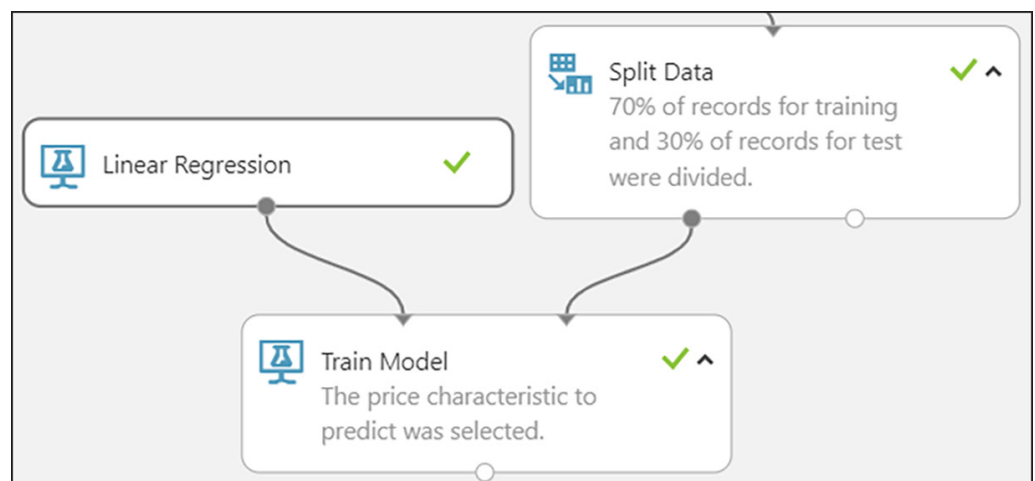 Split Data
70% of records for training
and 30% of records for test
were divided.
Linear Regression
Train Model
The price characteristic to
predict was selected.